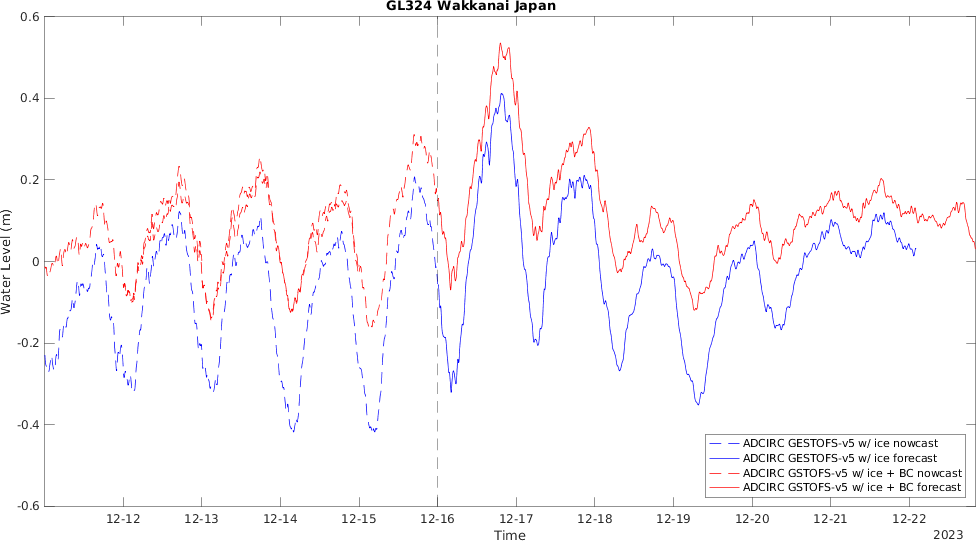 GL324 Wakkanai Japan
0.6
0.4
0.2
0
-0.2
-0.4
-0.6
Water Level (m)
ADCIRC GESTOFS-v5 w/ ice nowcast
ADCIRC GESTOFS-v5 w/ ice forecast
ADCIRC GSTOFS-v5 w/ ice + BC nowcast
ADCIRC GSTOFS-v5 w/ ice + BC forecast
12-12 12-13 12-14 12-15 12-16 12-17 12-18 12-19 12-20 12-21 12-22
Time
2023